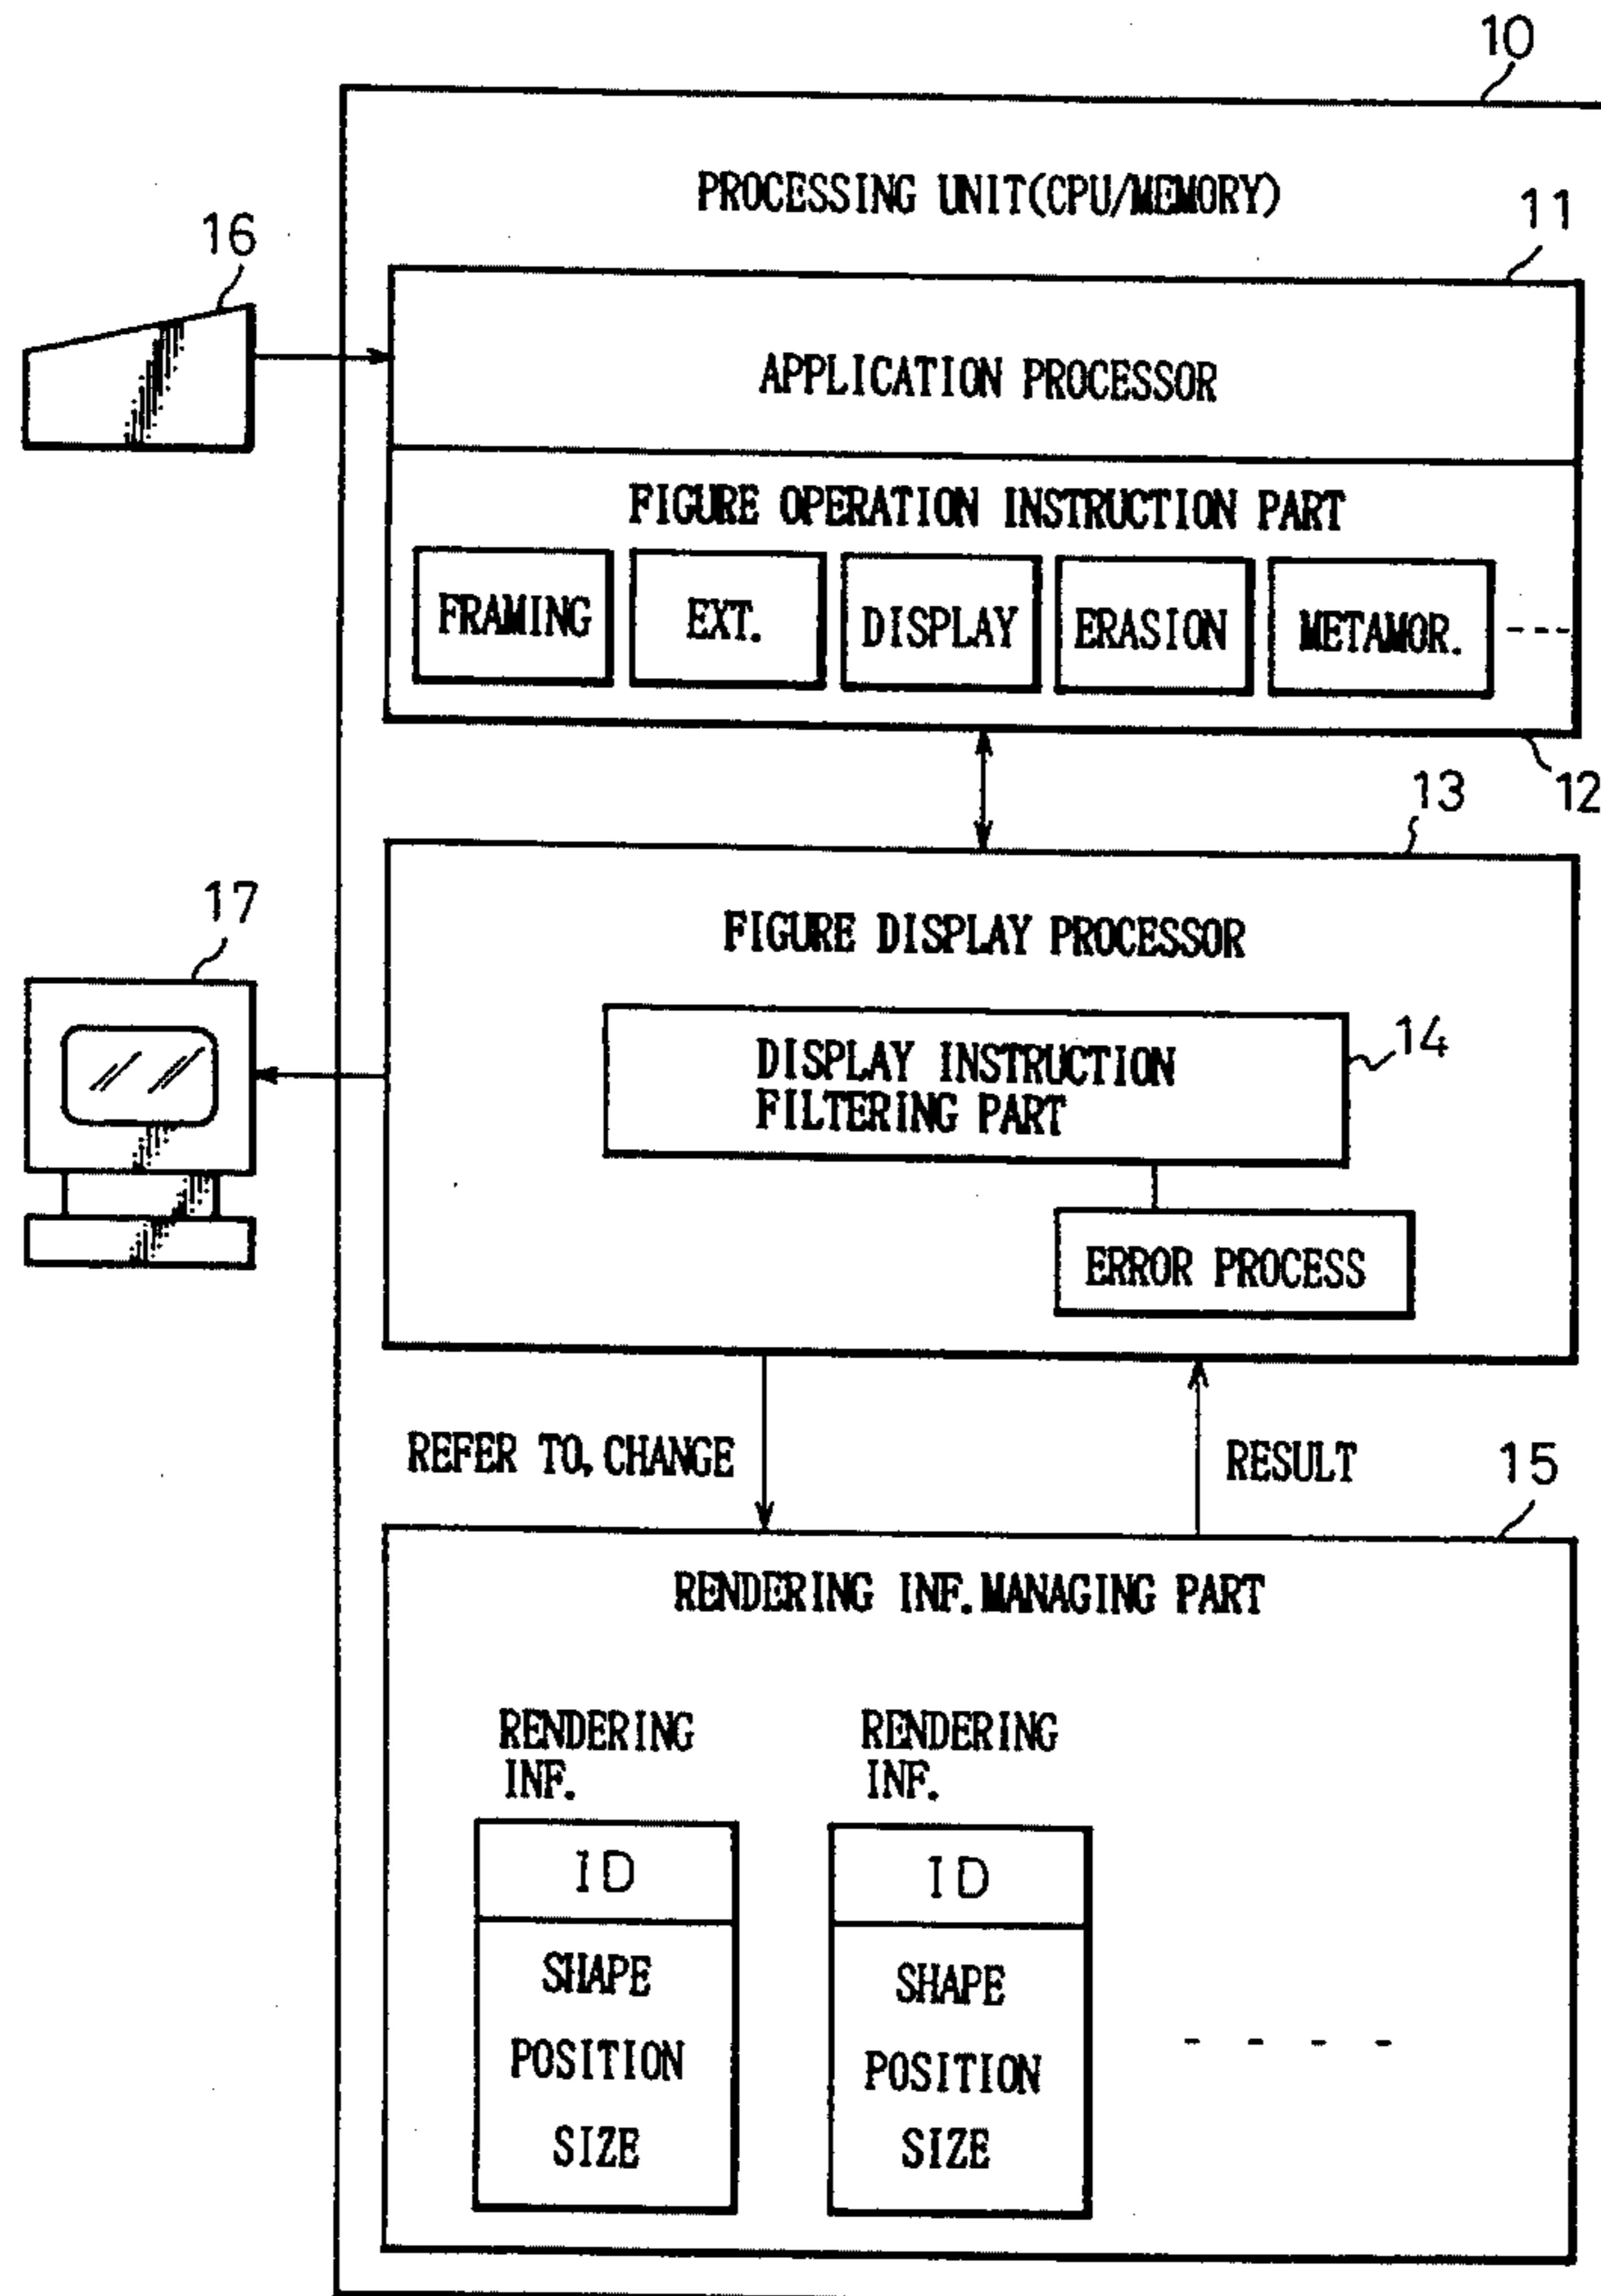 10
PROCESSING UNIT(CPU/MEMORY)
11
16
APPLICATION PROCESSOR
FIGURE OPERATION INSTRUCTION PART
FRAMING EXT. DISPLAY ERASION METAMOR.
12
13
17
FIGURE DISPLAY PROCESSOR
14
DISPLAY INSTRUCTION
FILTERING PART
ERROR PROCESS
REFER TO, CHANGE
RESULT
15
RENDERING INF. MANAGING PART
RENDERING
INF.
ID
SHAPE
POSITION
SIZE
RENDERING
INF.
ID
SHAPE
POSITION
SIZE